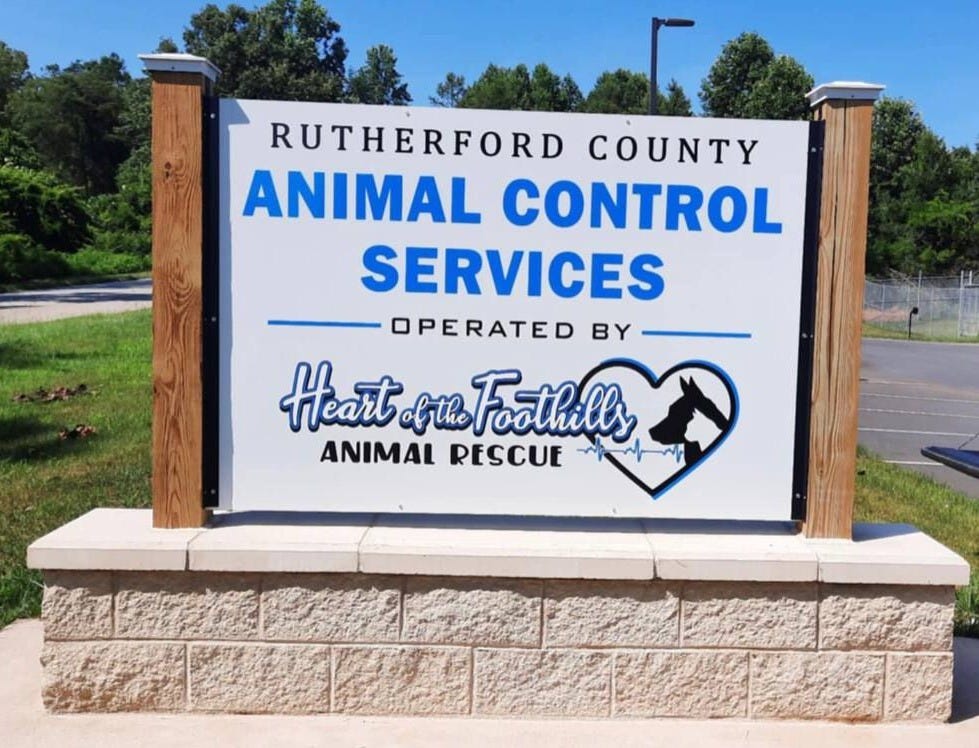 RUTHERFORD COUNTY
ANIMAL CONTROL
SERVICES
OPERATED BY
Heart of the Foothills
ANIMAL RESCUE